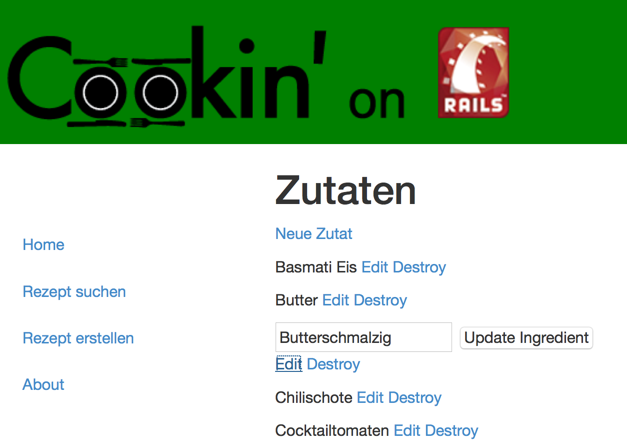 Cookin' on RAILS
Zutaten
Neue Zutat
Home
Basmati Eis Edit Destroy
Rezept suchen
Butter Edit Destroy
Rezept erstellen
Butterschmalzig Update Ingredient
Edit Destroy
About
Chilischote Edit Destroy
Cocktailtomaten Edit Destroy